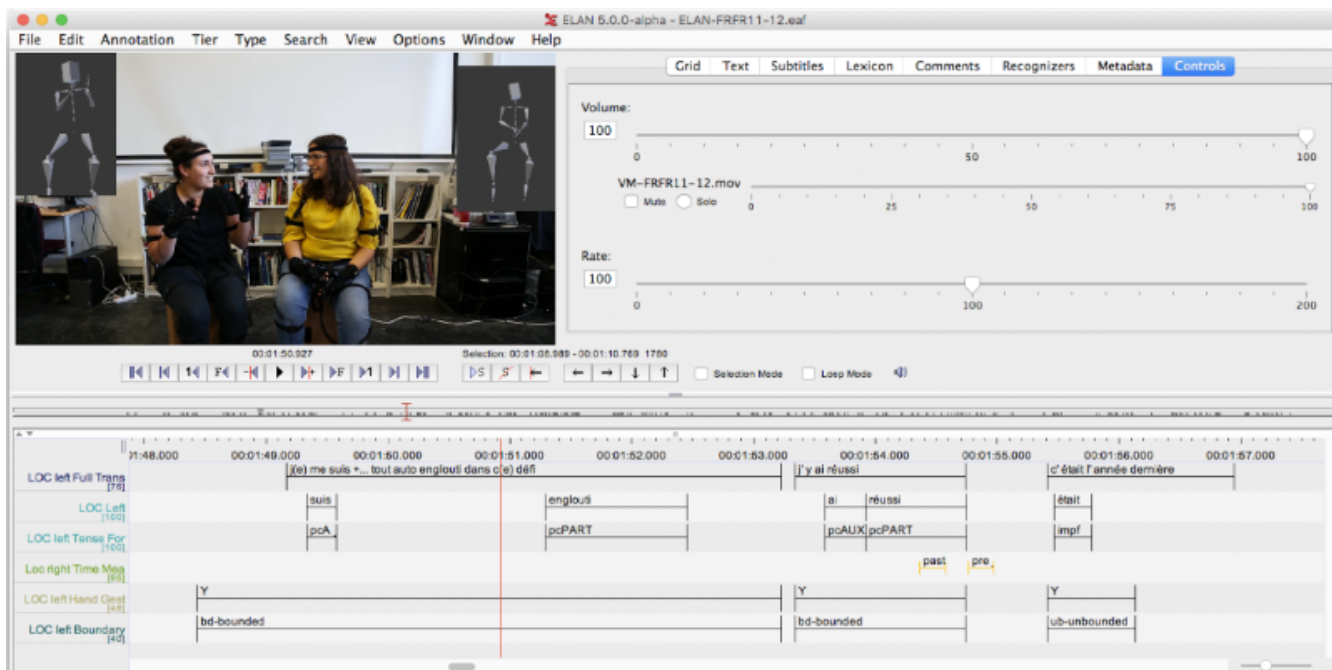 ELAN 5.0.0-alpha - ELAN-FRFR11-12.eaf
File Edit Annotation Tier Type Search View Options Window Help
Grid Text Subtitles Lexicon Comments Recognizers Metadata Controls
Volume:
100
0 50 100
VM-FRFR11-12.mov
Mute Solo
0 25 50 75 100
Rate:
100
0 100 200
00:01:50.927
Selection: 00:01:08.989 - 00:01:10.769 1780
Selection Mode Loop Mode
01:48.000 00:01:49.000 00:01:50.000 00:01:51.000 00:01:52.000 00:01:53.000 00:01:54.000 00:01:55.000 00:01:56.000 00:01:57.000
LOC left Full Trans
[76]
j(e) me suis +... tout auto englouti dans c(e) défi
j' y ai réussi
c' était l' année dernière
LOC Left
[100]
suis englouti ai réussi était
LOC left Tense For
[100]
pcA pcPART pcAUX pcPART impf
Loc right Time Mea
past pre
LOC left Hand Gest
[48]
Y Y Y
LOC left Boundary
[40]
bd-bounded bd-bounded ub-unbounded